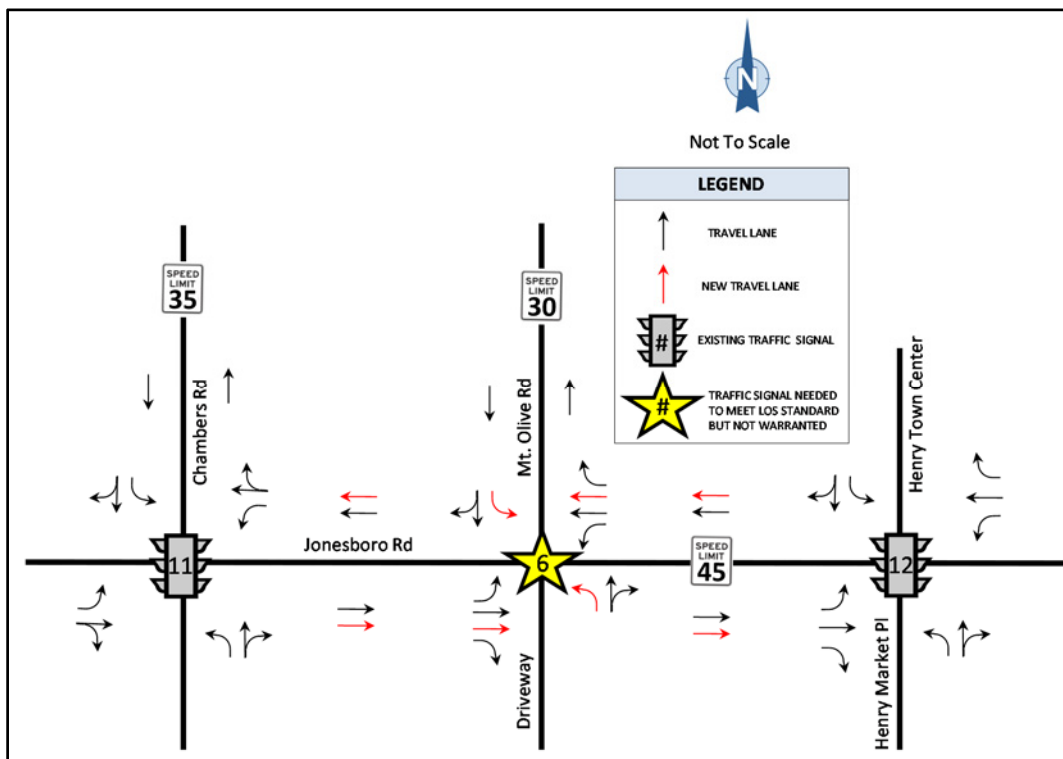 N
Not To Scale
LEGEND
TRAVEL LANE
NEW TRAVEL LANE
#
EXISTING TRAFFIC SIGNAL
#
TRAFFIC SIGNAL NEEDED
TO MEET LOS STANDARD
BUT NOT WARRANTED
SPEED
LIMIT
35
SPEED
LIMIT
30
Chambers Rd
Mt. Olive Rd
Henry Town Center
Jonesboro Rd
11
6
SPEED
LIMIT
45
12
Driveway
Henry Market Pl